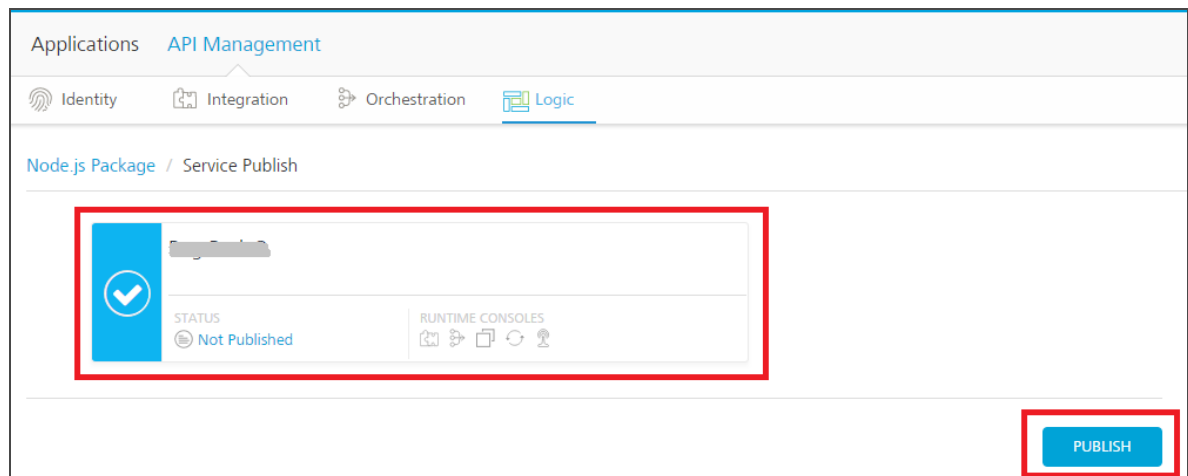 Applications API Management
Identity Integration Orchestration Logic
Node.js Package / Service Publish
STATUS RUNTIME CONSOLES
Not Published
PUBLISH